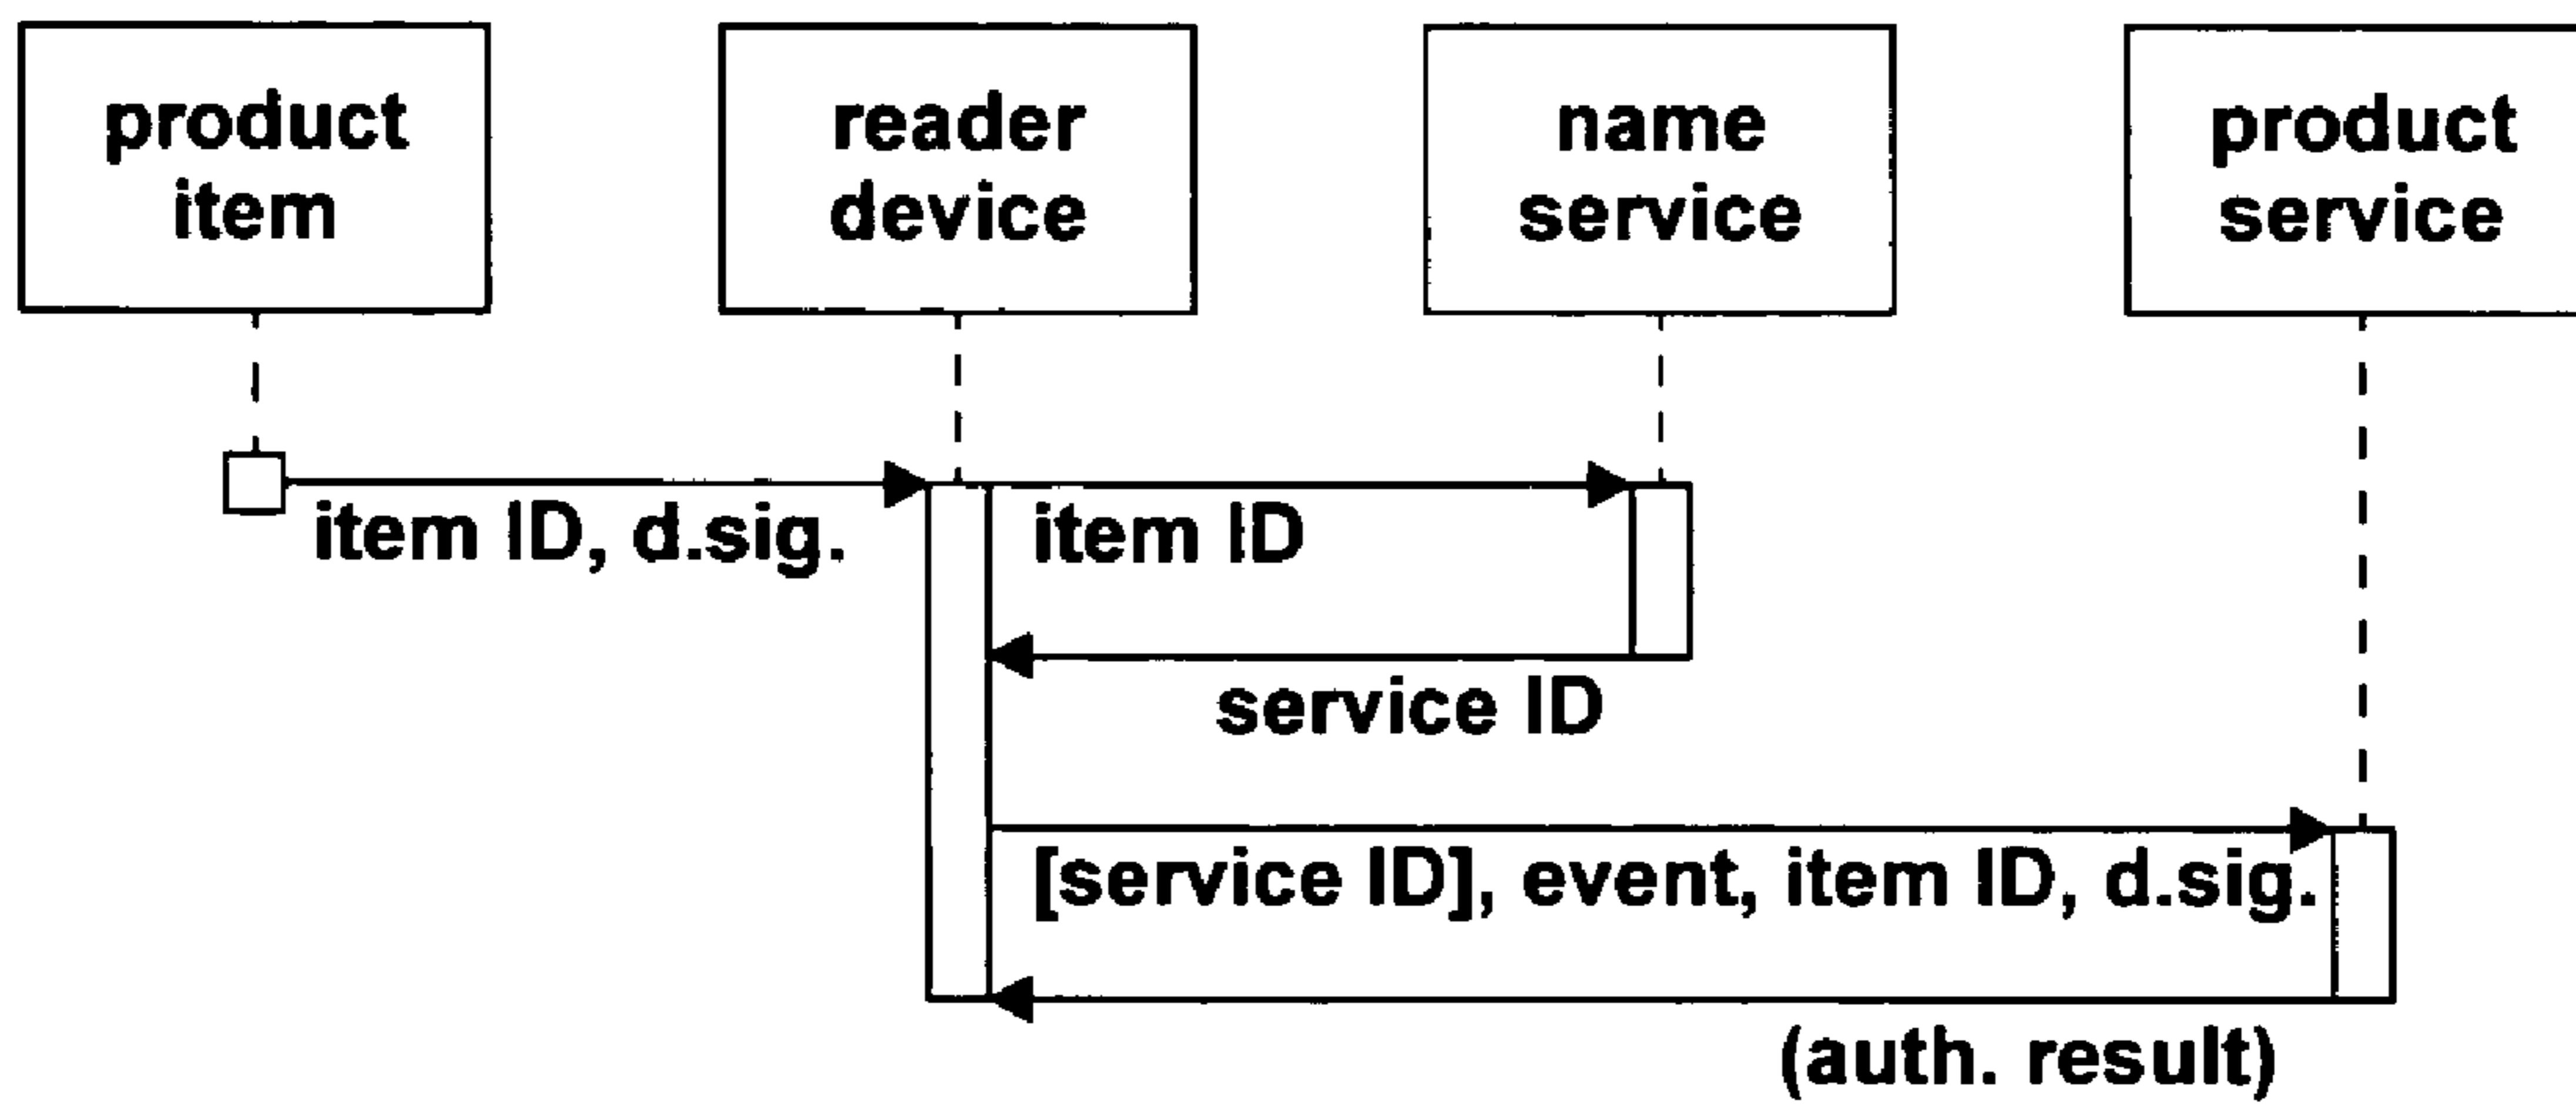 product
item
reader
device
name
service
product
service
item ID, d.sig.
item ID
service ID
[service ID], event, item ID, d.sig.
(auth. result)